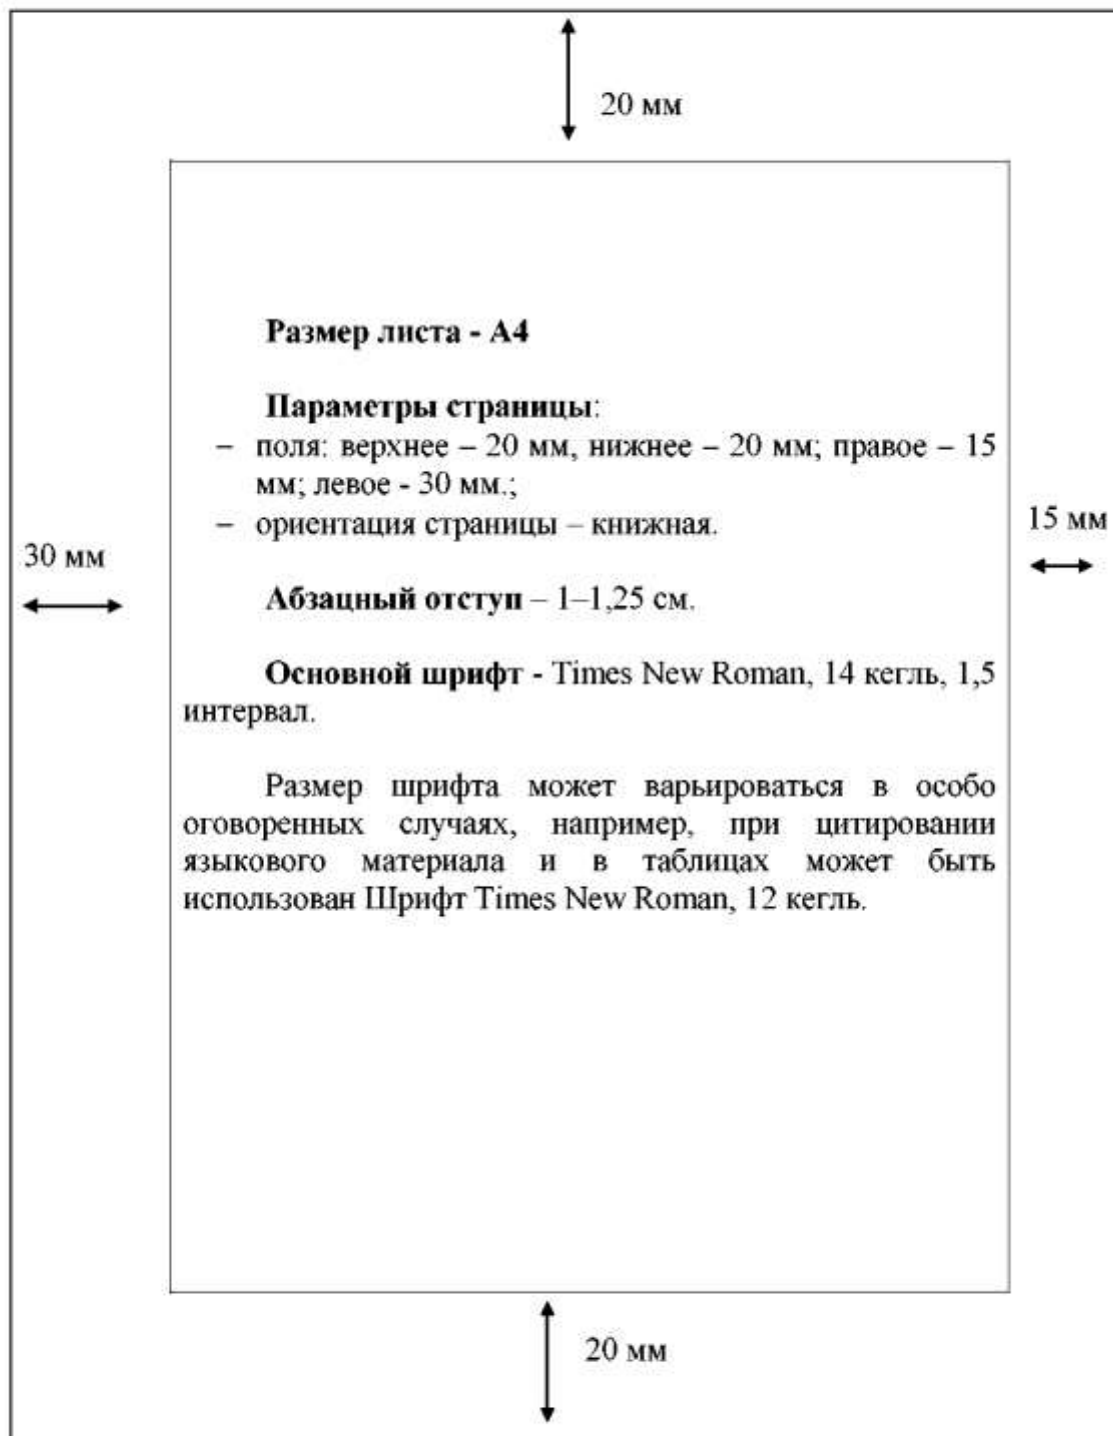 20 мм
Размер листа - А4
Параметры страницы:
– поля: верхнее – 20 мм, нижнее – 20 мм; правое – 15
мм; левое - 30 мм.;
– ориентация страницы – книжная.
15 мм
30 мм
Абзацный отступ – 1–1,25 см.
Основной шрифт - Times New Roman, 14 кегль, 1,5
интервал.
Размер шрифта может варьироваться в особо
оговоренных случаях, например, при цитировании
языкового материала и в таблицах может быть
использован Шрифт Times New Roman, 12 кегль.
20 мм